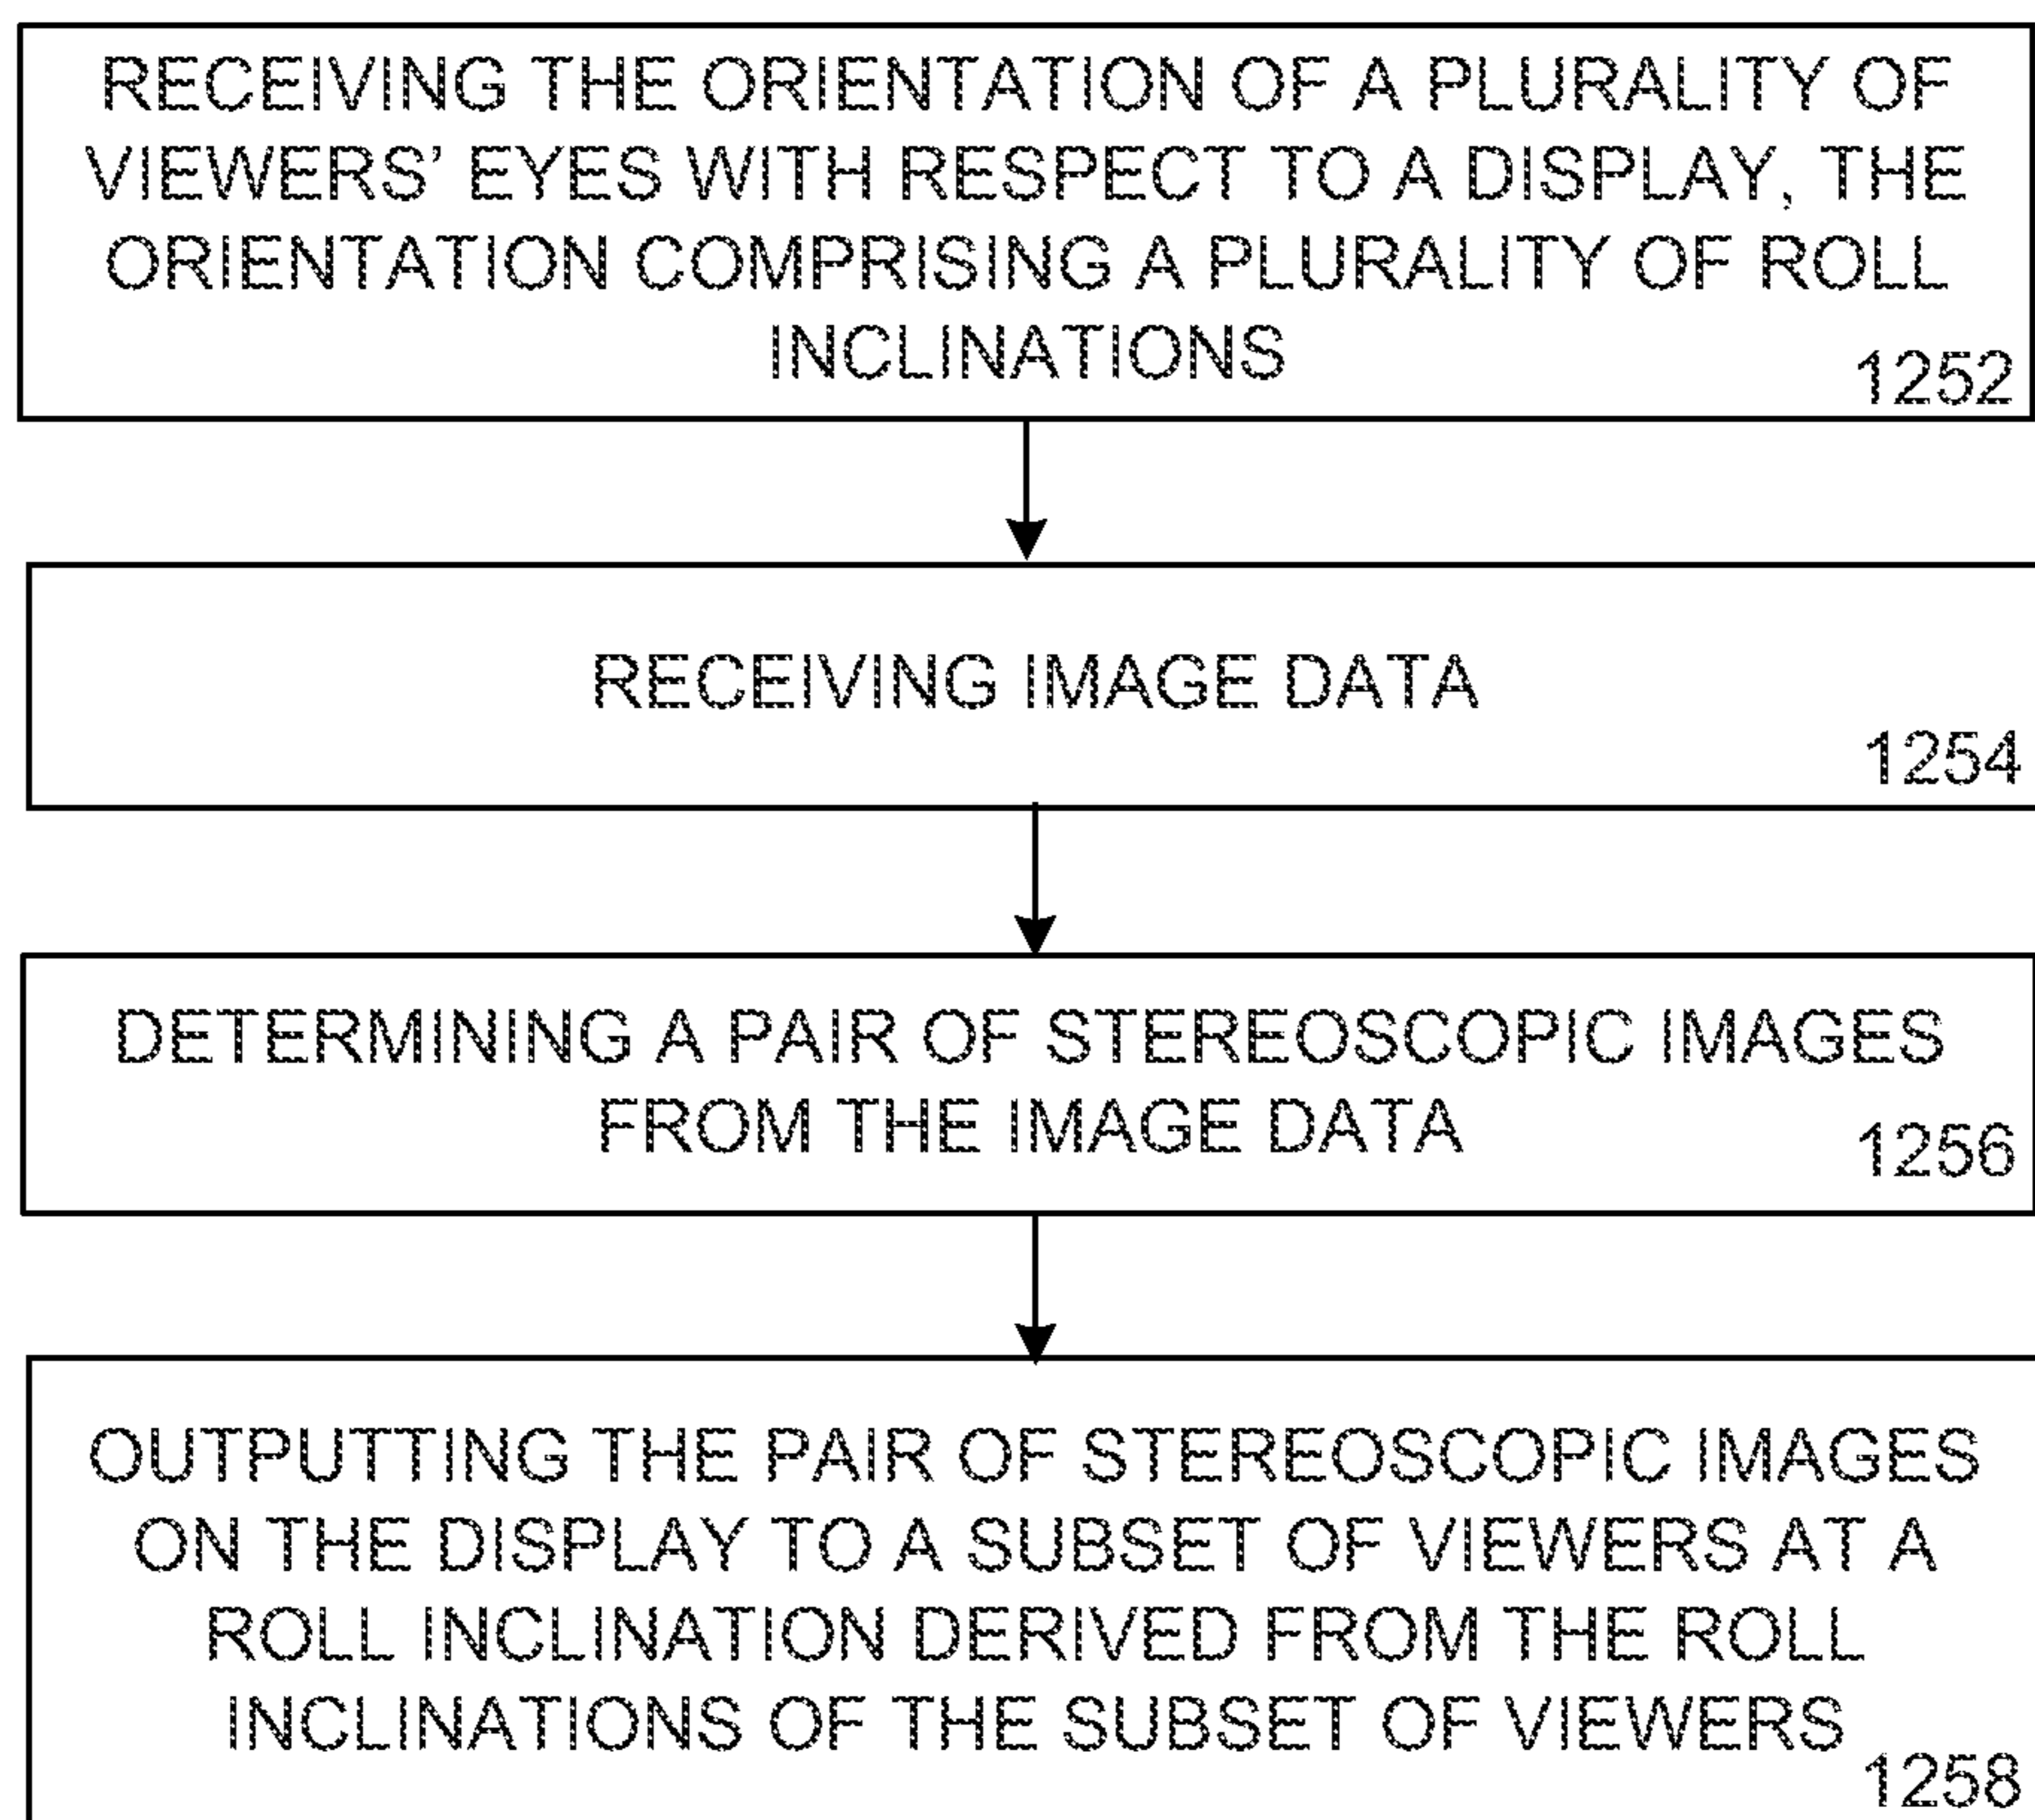 RECEIVING THE ORIENTATION OF A PLURALITY OF
VIEWERS' EYES WITH RESPECT TO A DISPLAY, THE
ORIENTATION COMPRISING A PLURALITY OF ROLL
INCLINATIONS
1252
RECEIVING IMAGE DATA
1254
DETERMINING A PAIR OF STEREOSCOPIC IMAGES
FROM THE IMAGE DATA
1256
OUTPUTTING THE PAIR OF STEREOSCOPIC IMAGES
ON THE DISPLAY TO A SUBSET OF VIEWERS AT A
ROLL INCLINATION DERIVED FROM THE ROLL
INCLINATIONS OF THE SUBSET OF VIEWERS
1258